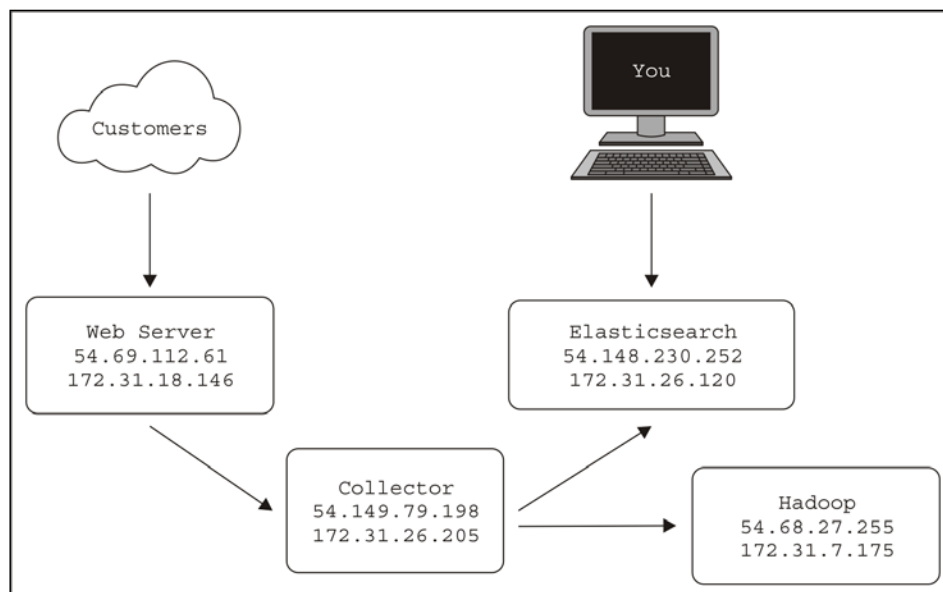 You
Customers
Web Server
54.69.112.61
172.31.18.146
Elasticsearch
54.148.230.252
172.31.26.120
Collector
54.149.79.198
172.31.26.205
Hadoop
54.68.27.255
172.31.7.175